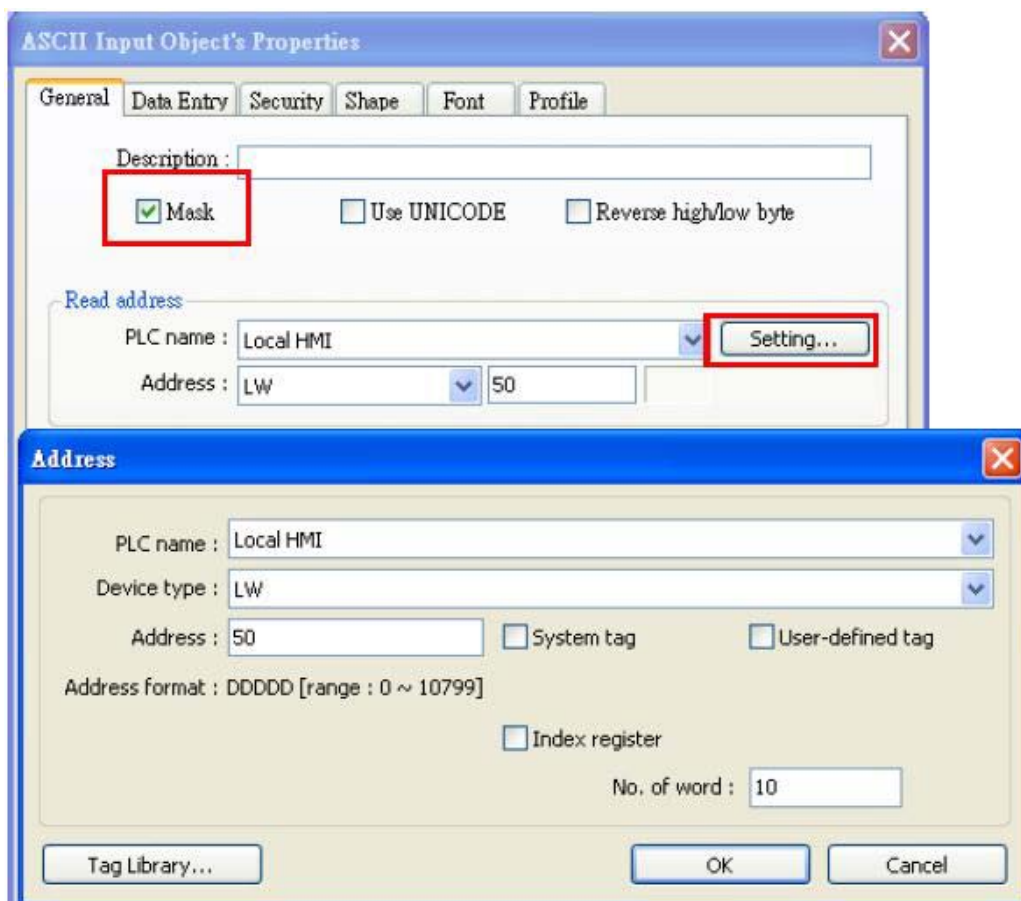 ASCII Input Object's Properties
General Data Entry Security Shape Font Profile
Description :
Mask Use UNICODE Reverse high/low byte
Read address
PLC name : Local HMI Setting...
Address : LW 50
Address
PLC name : Local HMI
Device type : LW
Address : 50 System tag User-defined tag
Address format : DDDDD [range : 0 ~ 10799]
Index register
No. of word : 10
Tag Library... OK Cancel